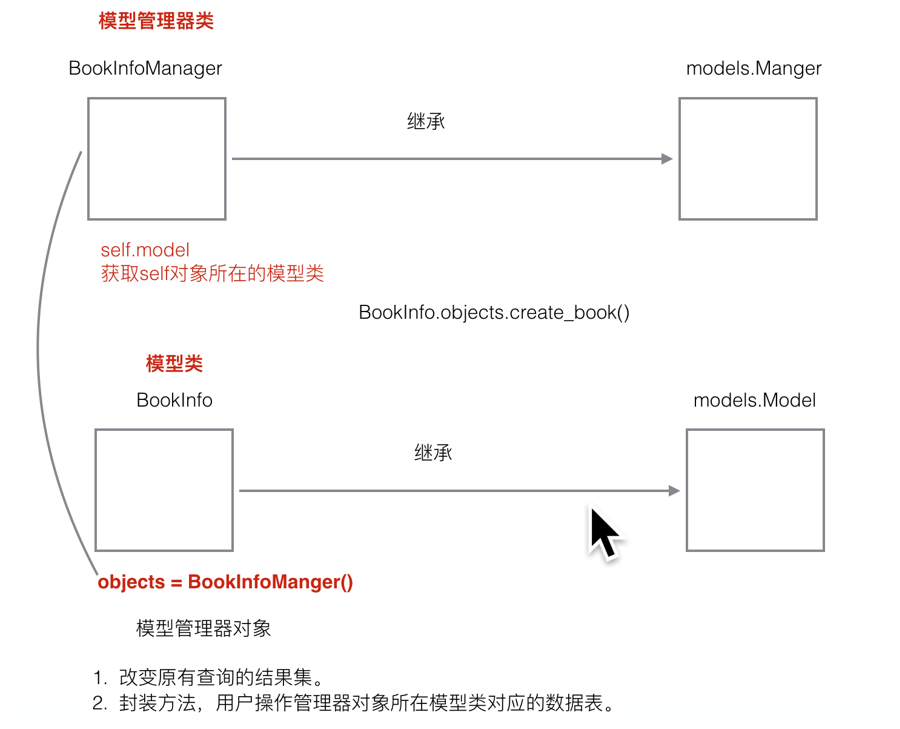 模型管理器类
BookInfoManager
models.Manger
继承
self.model
获取self对象所在的模型类
BookInfo.objects.create_book()
模型类
BookInfo
models.Model
继承
objects = BookInfoManger()
模型管理器对象
1. 改变原有查询的结果集。
2. 封装方法，用户操作管理器对象所在模型类对应的数据表。